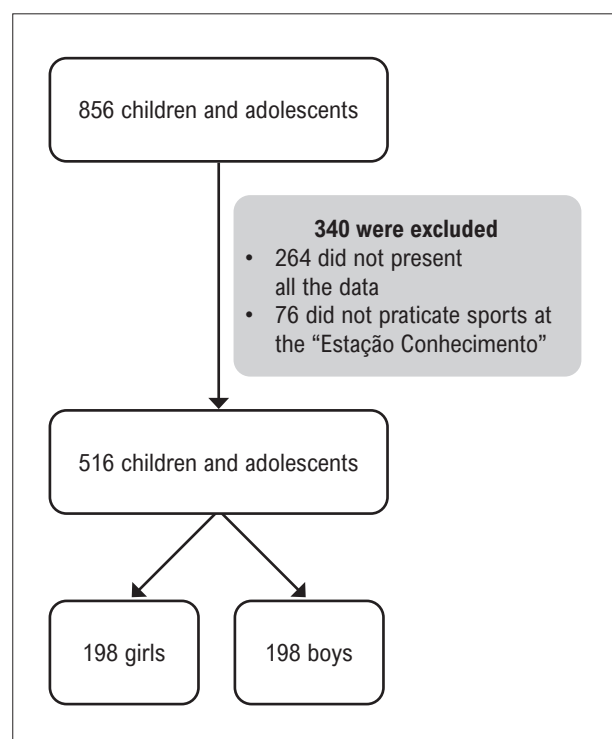 856 children and adolescents
340 were excluded
• 264 did not present
all the data
• 76 did not praticate sports at
the “Estação Conhecimento”
516 children and adolescents
198 girls
198 boys